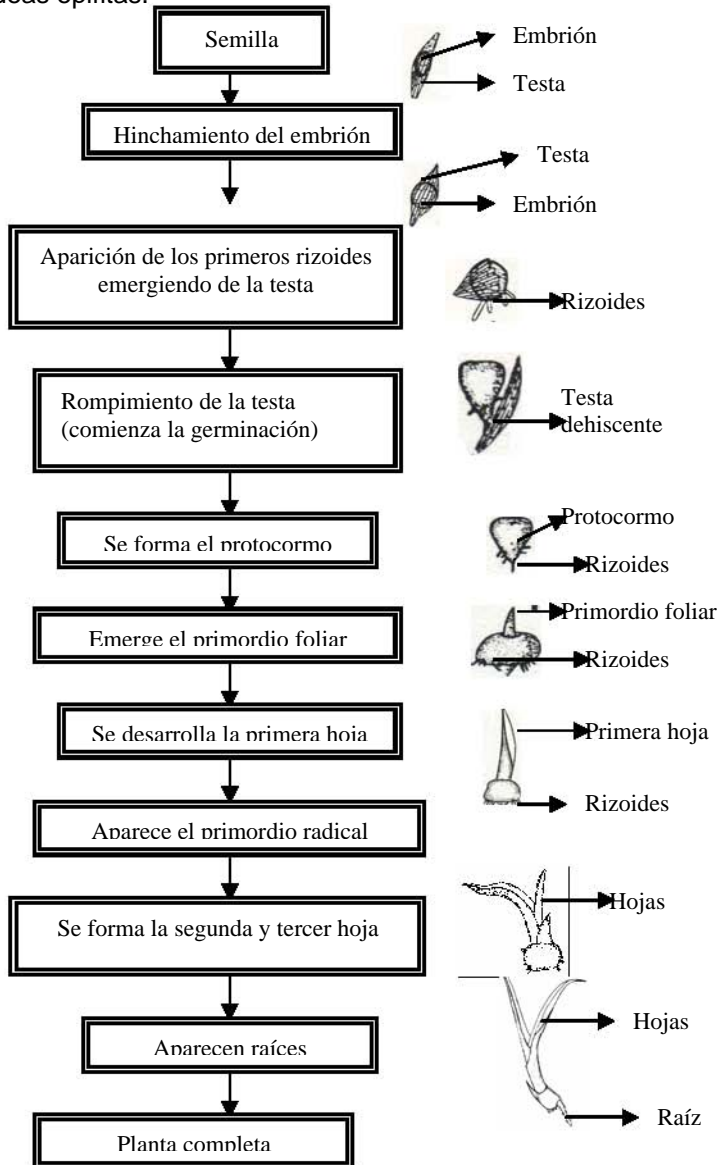 Semilla
Embrión
Testa
Hinchamiento del embrión
Testa
Embrión
Aparición de los primeros rizoides
emergiendo de la testa
Rizoides
Rompimiento de la testa
(comienza la germinación)
Testa
dehiscente
Se forma el protocormo
Protocormo
Rizoides
Emerge el primordio foliar
Primordio foliar
Rizoides
Se desarrolla la primera hoja
Primera hoja
Rizoides
Aparece el primordio radical
Se forma la segunda y tercer hoja
Hojas
Aparecen raíces
Hojas
Raíz
Planta completa